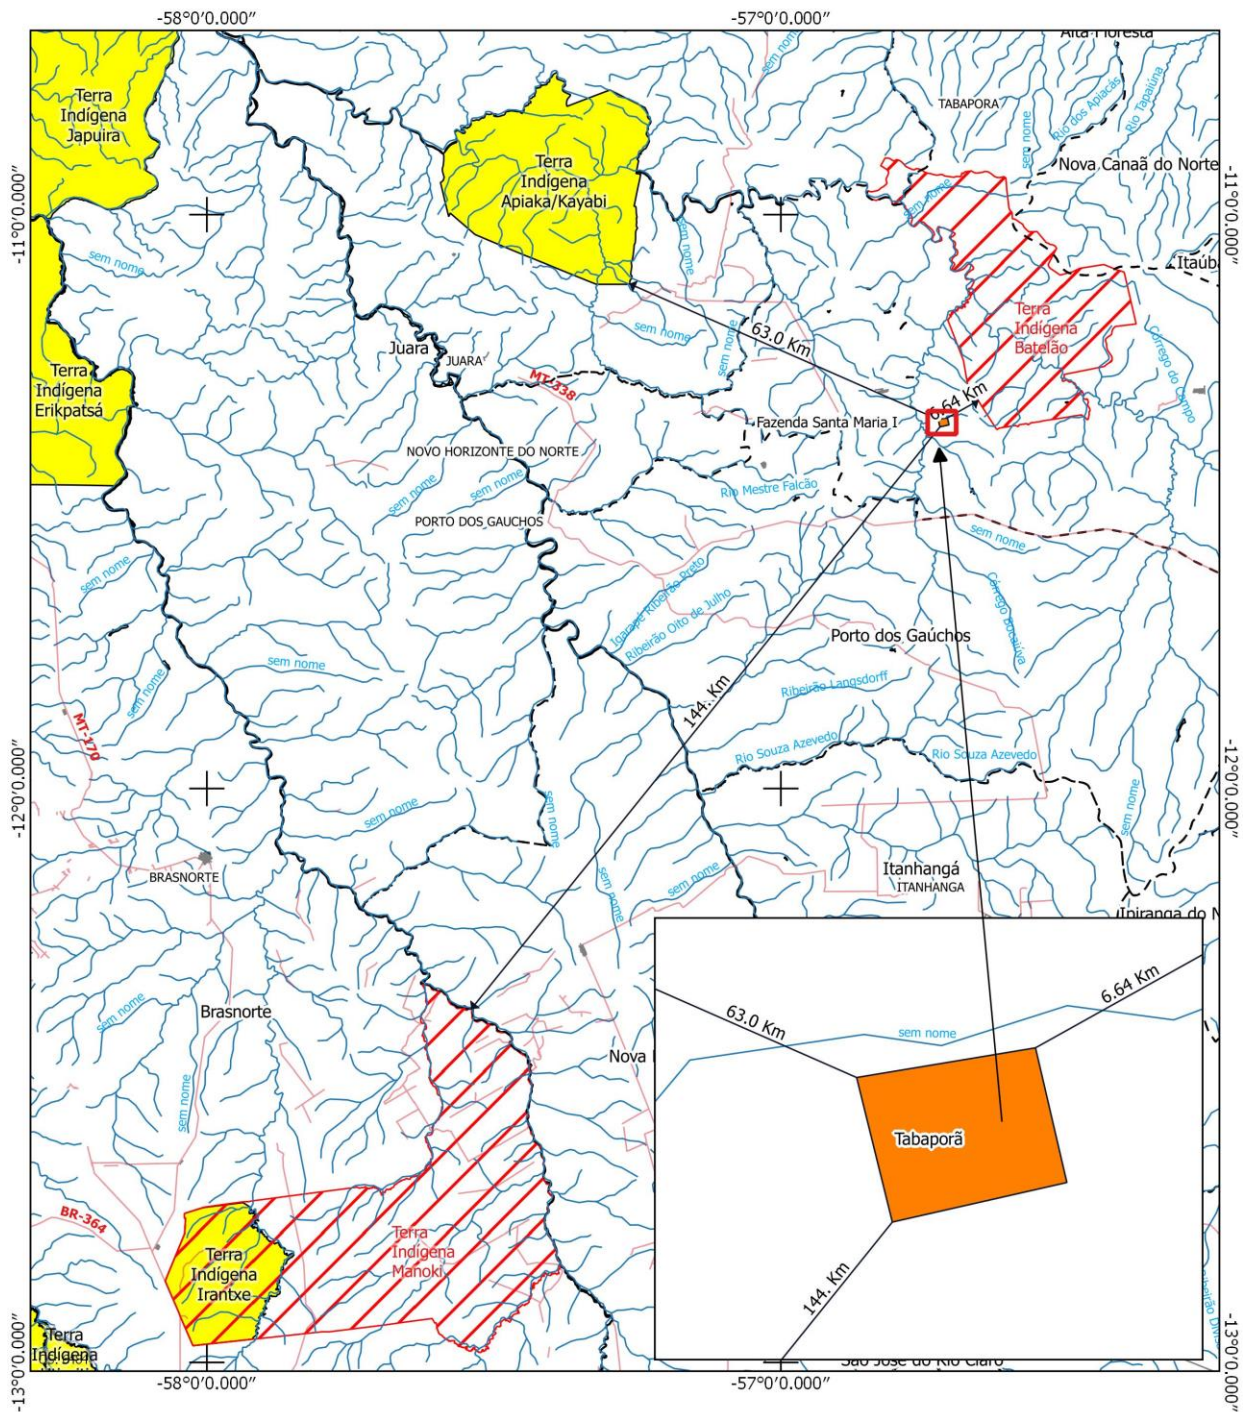 -58°0'0.000"
-57°0'0.000"
Alta Floresta
sem nome
TABAPORA
Rio dos Apiacás
Rio Tapaiúna
sem nome
Terra
Indígena
Japuira
Terra
Indígena
Apiaka/Kayabi
Nova Canaã do Norte
-11°0'0.000"
-11°0'0.000"
sem nome
sem nome
sem nome
Itaúb
Terra
Indígena
Batelão
63.0 Km
sem nome
sem nome
Juara
JUARA
Córrego do Campo
Terra
Indígena
Erikpatsá
MT-338
6.64 Km
Fazenda Santa Maria I
NOVO HORIZONTE DO NORTE
sem nome
sem nome
Rio Mestre Falcão
PORTO DOS GAUCHOS
sem nome
sem nome
Igarapé Ribeirão Preto
Ribeirão Oito de Julho
Córrego Bocaiúva
Porto dos Gaúchos
sem nome
sem nome
Ribeirão Langsdorff
144. Km
MT-170
Rio Souza Azevedo
Rio Souza Azevedo
-12°0'0.000"
-12°0'0.000"
sem nome
sem nome
sem nome
BRASNORTE
sem nome
sem nome
Itanhangá
ITANHANGA
Ipiranga do N
sem nome
Brasnorte
63.0 Km
6.64 Km
sem nome
Nova
sem nome
Tabaporã
BR-364
Terra
Indígena
Manoki
Terra
Indígena
Irantxe
144. Km
Terra
Indígena
São José do Rio Claro
-13°0'0.000"
-13°0'0.000"
-58°0'0.000"
-57°0'0.000"